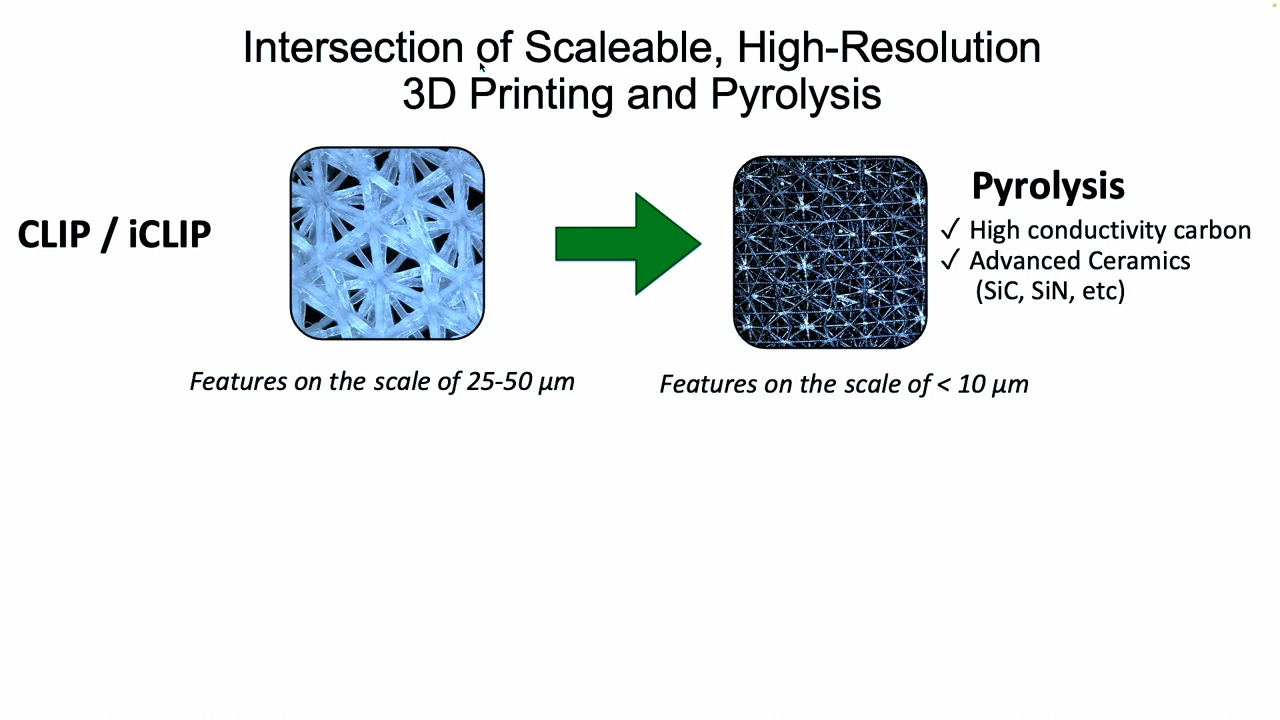 Intersection of Scaleable, High-Resolution
3D Printing and Pyrolysis
CLIP / iCLIP
Pyrolysis
✓ High conductivity carbon
✓ Advanced Ceramics
(SiC, SiN, etc)
Features on the scale of 25-50 μm
Features on the scale of < 10 μm